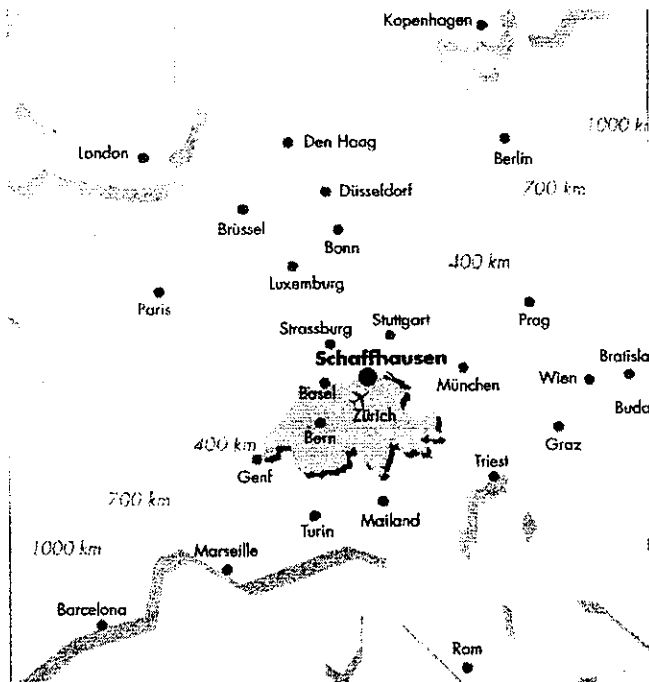 Kopenhagen
1000 km
London
Den Haag
Berlin
700 km
Düsseldorf
Brüssel
Bonn
400 km
Luxemburg
Paris
Prag
Strassburg
Stuttgart
Schaffhausen
München
Wien
Bratisla
Basel
Zürich
Buda
Bern
Graz
400 km
Genf
Triest
700 km
Turin
Mailand
1000 km
Marseille
Barcelona
Rom